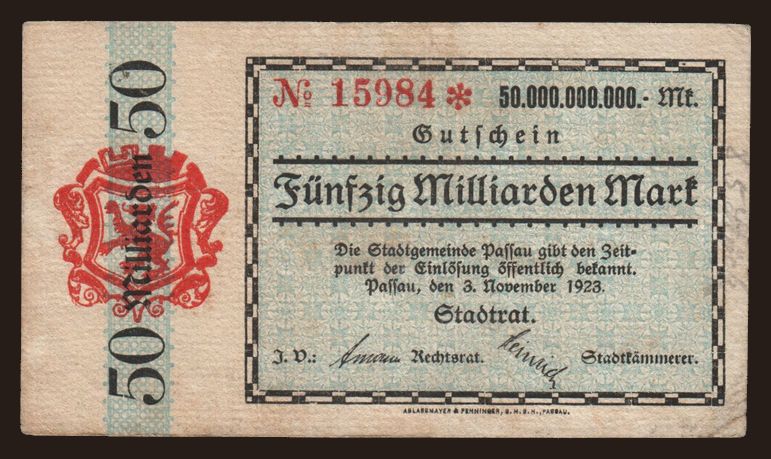 50 Milliarden 50
№ 15984 * 50.000.000.000.- Mk.
Gutschein
Fünfzig Milliarden Mark
Die Stadtgemeinde Passau gibt den Zeit-
punkt der Einlösung öffentlich bekannt.
Passau, den 3. November 1923.
Stadtrat.
J. V.: Rechtsrat. Heinrich Stadtkämmerer.
ABLASSMAYER & PENNINGER, G.M.B.H., PASSAU.